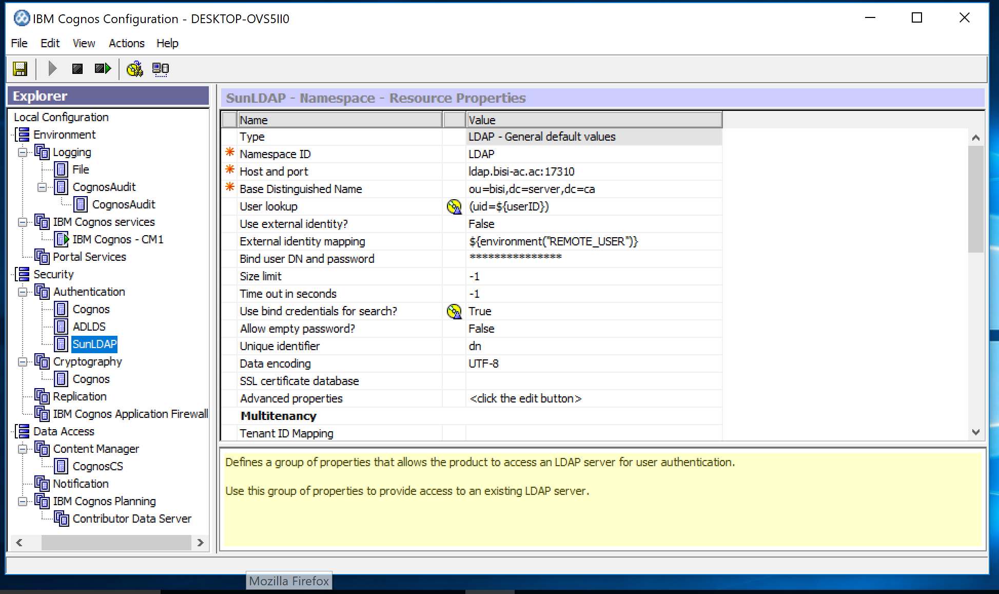 IBM Cognos Configuration - DESKTOP-OVS5II0
File Edit View Actions Help
Explorer
Local Configuration
Environment
Logging
File
CognosAudit
CognosAudit
IBM Cognos services
IBM Cognos - CM1
Portal Services
Security
Authentication
Cognos
ADLDS
SunLDAP
Cryptography
Cognos
Replication
IBM Cognos Application Firewall
Data Access
Content Manager
CognosCS
Notification
IBM Cognos Planning
Contributor Data Server
SunLDAP - Namespace - Resource Properties
Name Value
Type LDAP - General default values
* Namespace ID LDAP
* Host and port ldap.bisi-ac.ac:17310
* Base Distinguished Name ou=bisi,dc=server,dc=ca
User lookup (uid=${userID})
Use external identity? False
External identity mapping ${environment("REMOTE_USER")}
Bind user DN and password ***************
Size limit -1
Time out in seconds -1
Use bind credentials for search? True
Allow empty password? False
Unique identifier dn
Data encoding UTF-8
SSL certificate database
Advanced properties <click the edit button>
Multitenancy
Tenant ID Mapping
Defines a group of properties that allows the product to access an LDAP server for user authentication.
Use this group of properties to provide access to an existing LDAP server.
Mozilla Firefox